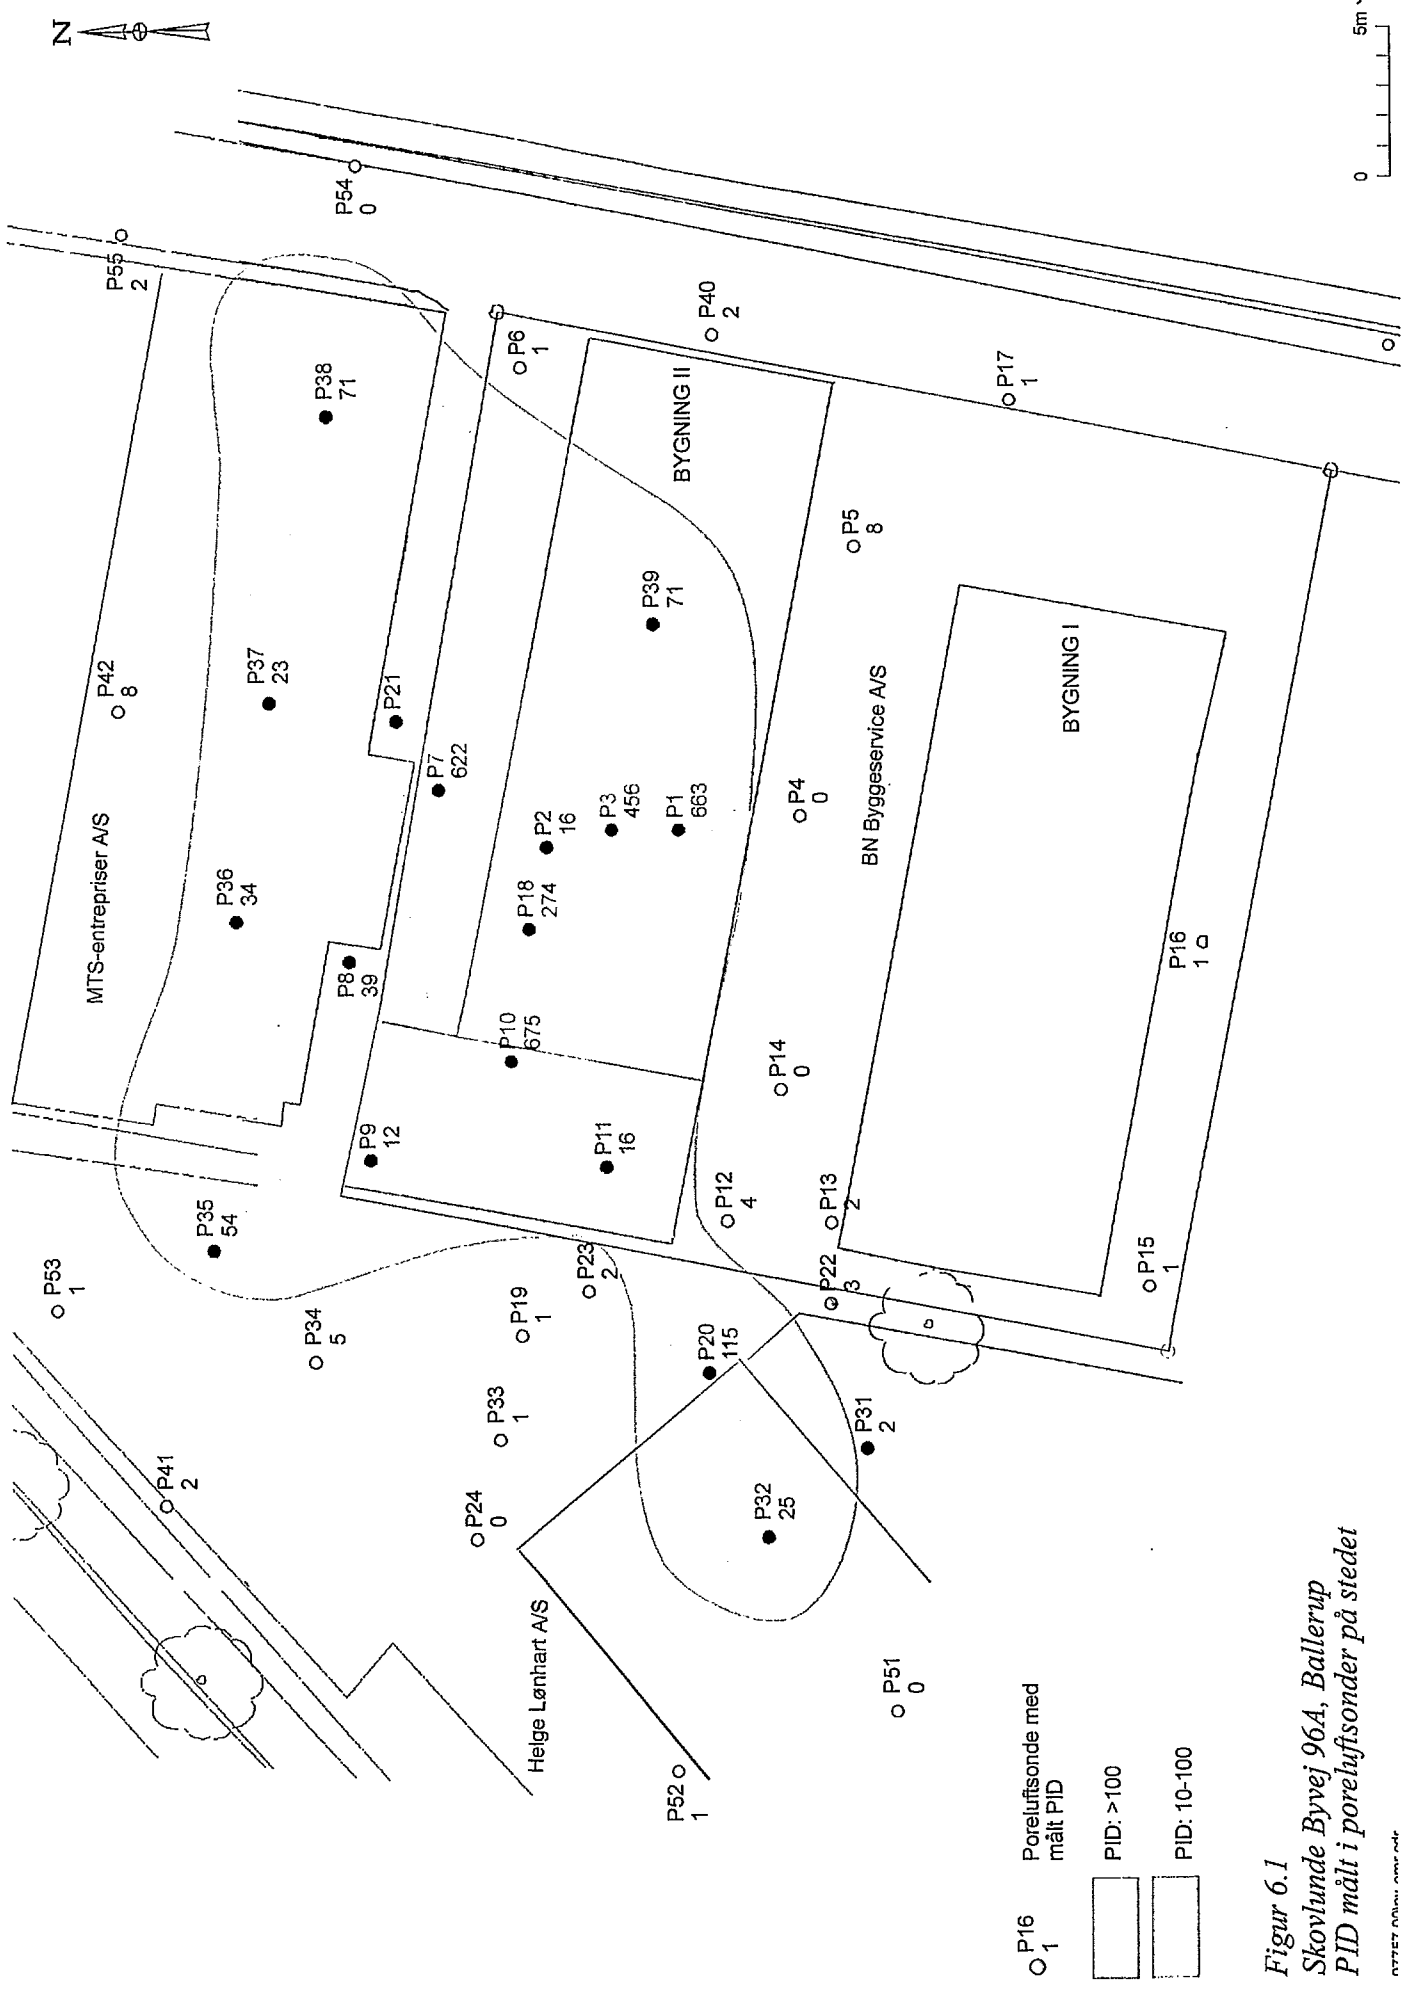 N
P55
2
P54
0
P38
71
P6
1
P40
2
P17
1
BYGNING II
P42
8
P37
23
P21
P39
71
P5
8
P7
622
MTS-entrepriser A/S
P36
34
P2
16
P3
456
P1
663
P4
0
BN Byggeservice A/S
BYGNING I
P18
274
P8
39
P10
675
P14
0
P16
1
P9
12
P11
16
P12
4
P13
2
P35
54
P53
1
P23
2
P22
3
P15
1
P34
5
P19
1
P20
115
P33
1
P31
2
P41
2
P24
0
P32
25
Helge Lønhart A/S
P51
0
P52
1
P16
1
Poreluftsonde med
målt PID
PID: >100
PID: 10-100
0
5m
Figur 6.1
Skovlunde Byvej 96A, Ballerup
PID målt i poreluftsonder på stedet